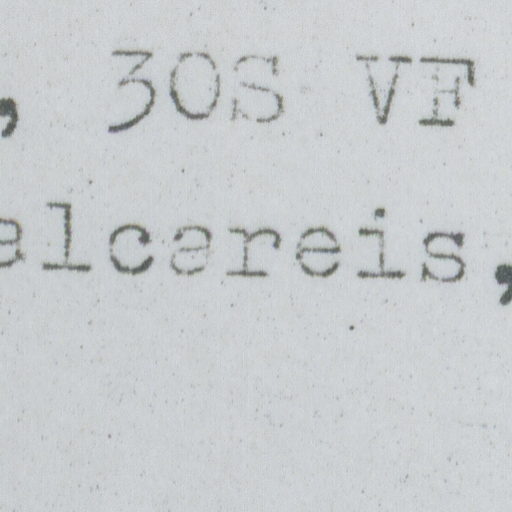 , 30S VF
alcareis,